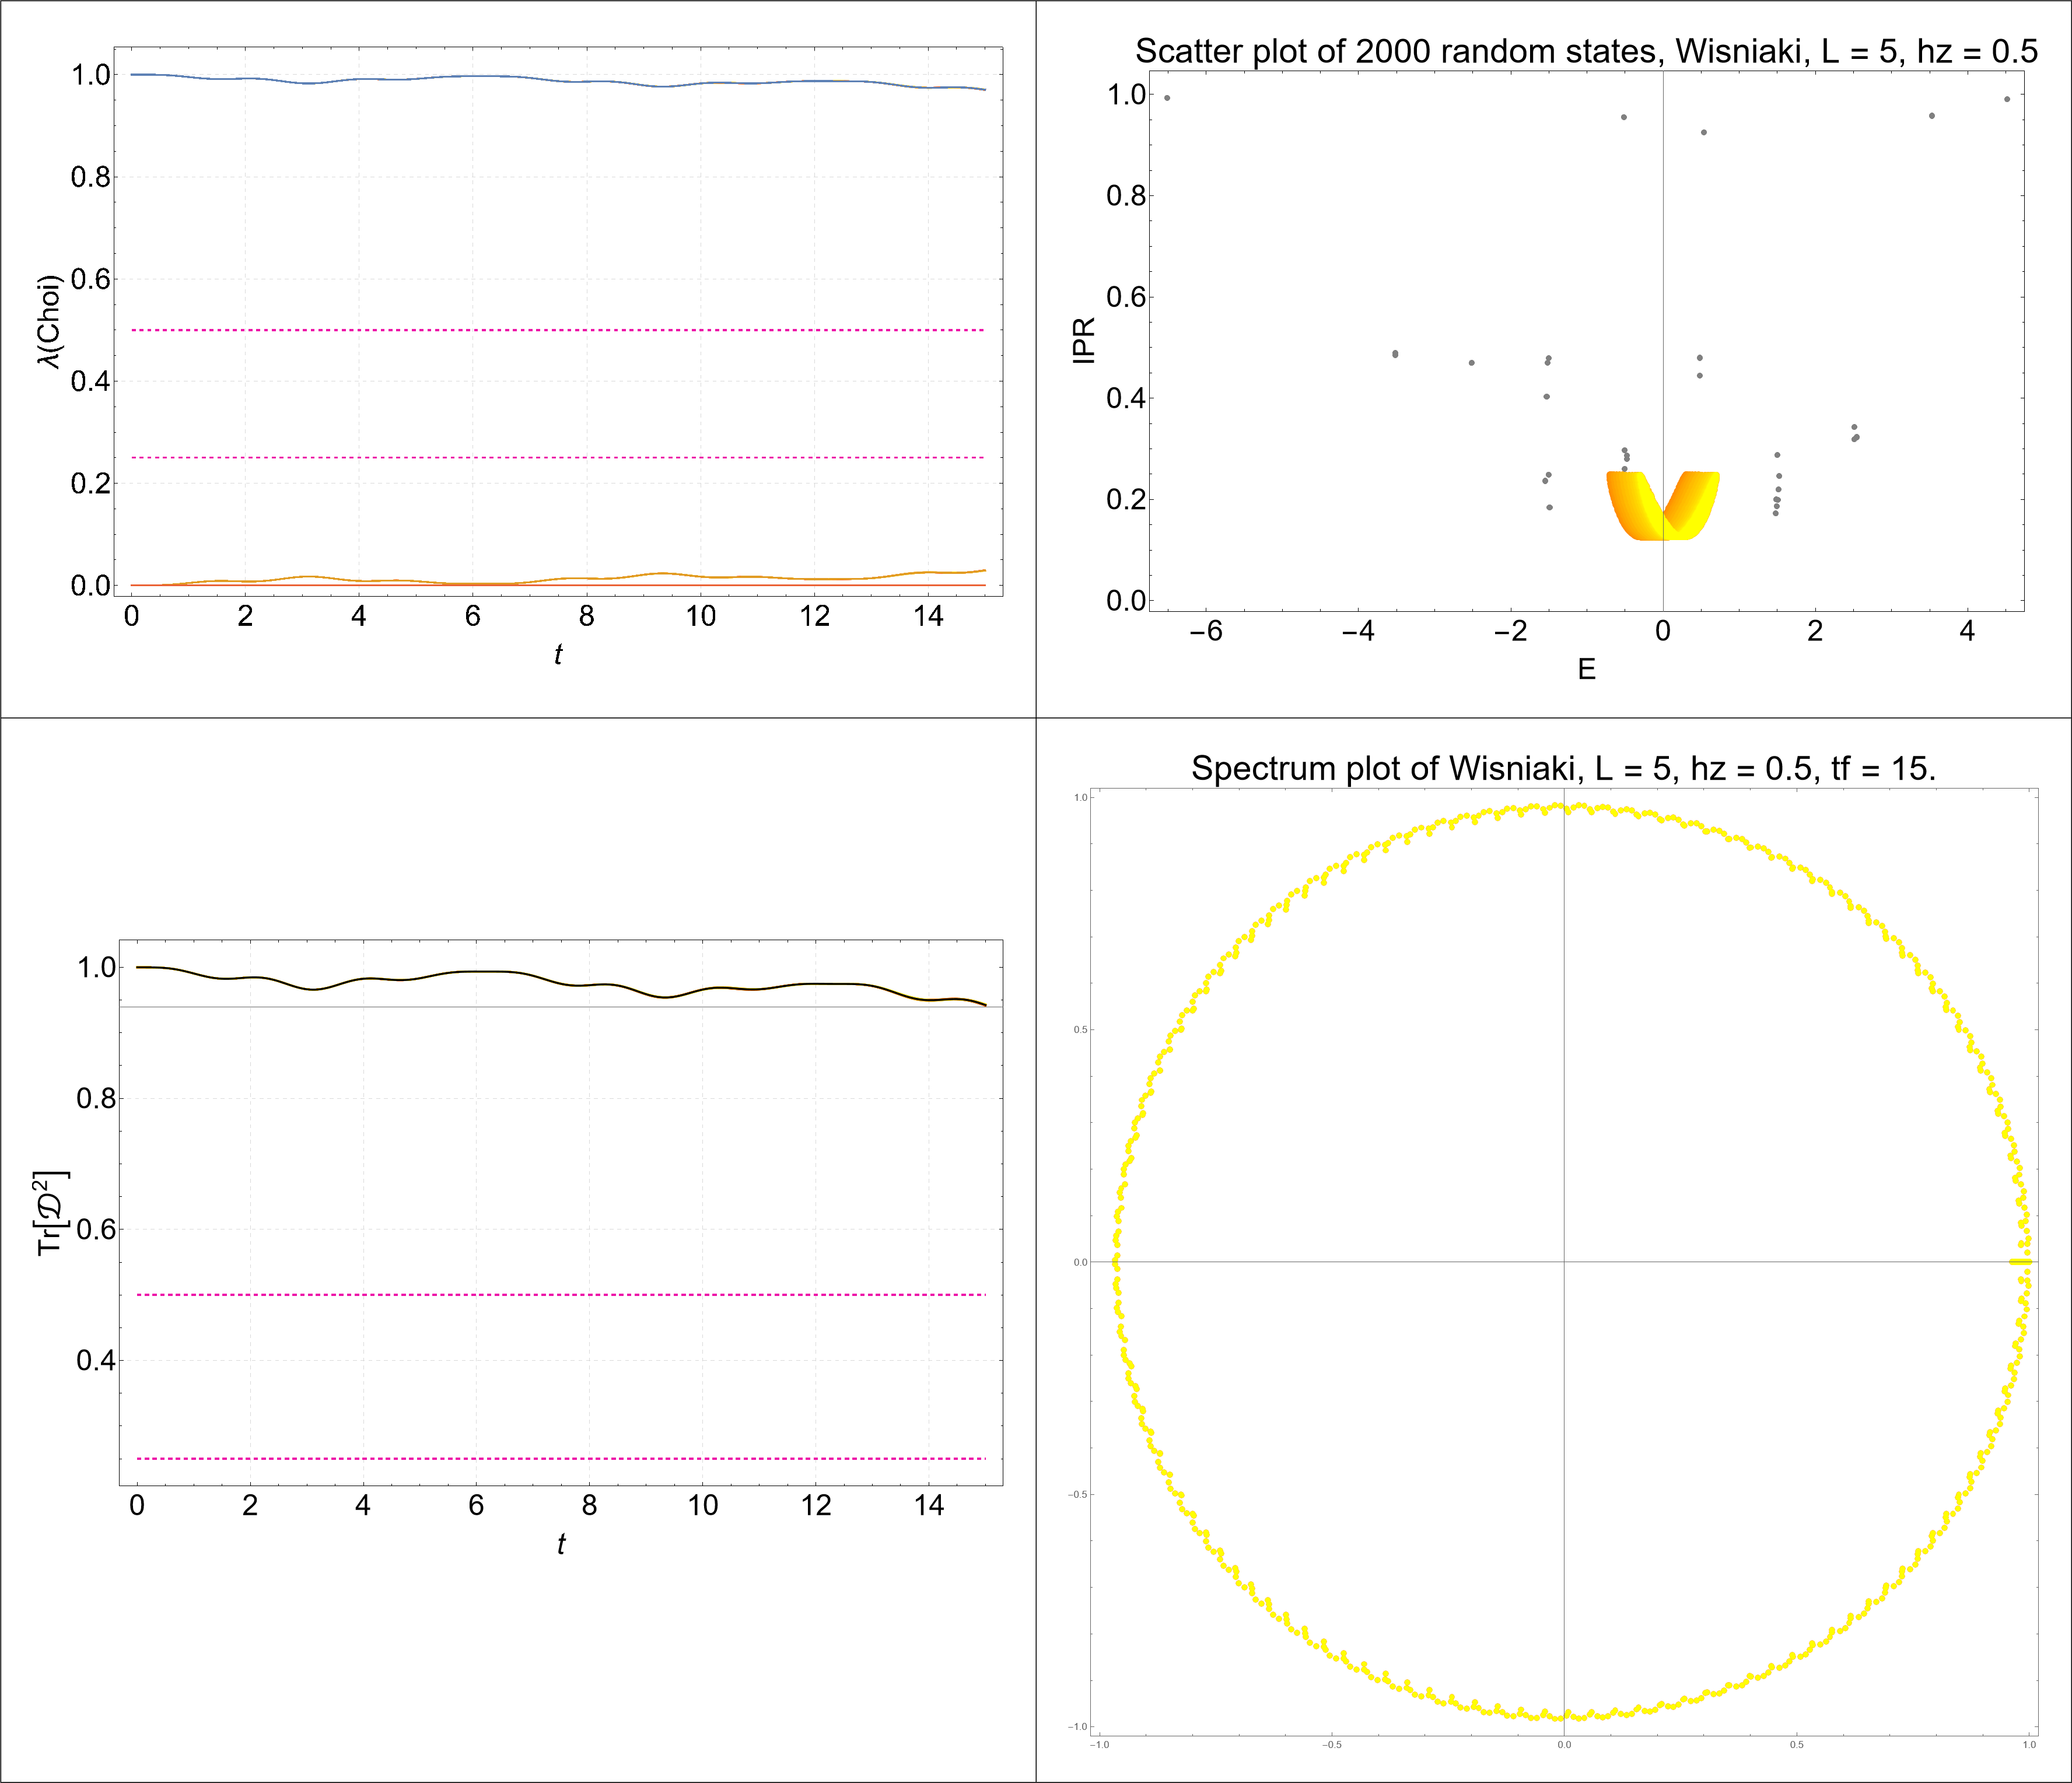 1.0
0.8
0.6
0.4
0.2
0.0
λ(Choi)
0 2 4 6 8 10 12 14
t
Scatter plot of 2000 random states, Wisniaki, L = 5, hz = 0.5
1.0
0.8
0.6
0.4
0.2
0.0
IPR
−6 −4 −2 0 2 4
E
1.0
0.8
0.6
0.4
Tr[𝒟²]
0 2 4 6 8 10 12 14
t
Spectrum plot of Wisniaki, L = 5, hz = 0.5, tf = 15.
1.0
0.5
0.0
−0.5
−1.0
−1.0 −0.5 0.0 0.5 1.0